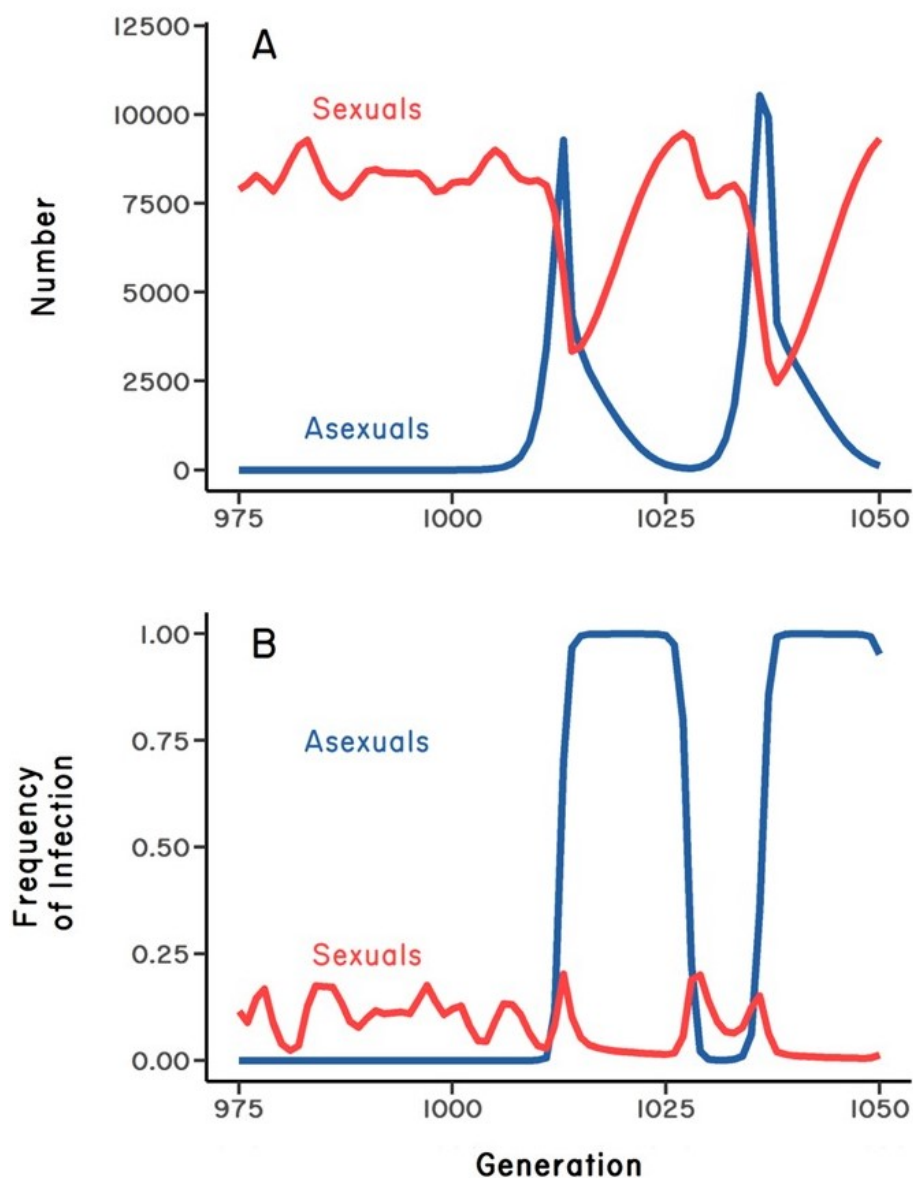 A
12500
10000
7500
5000
2500
0
Number
Sexuals
Asexuals
975 1000 1025 1050
B
1.00
0.75
0.50
0.25
0.00
Frequency
of Infection
Asexuals
Sexuals
975 1000 1025 1050
Generation